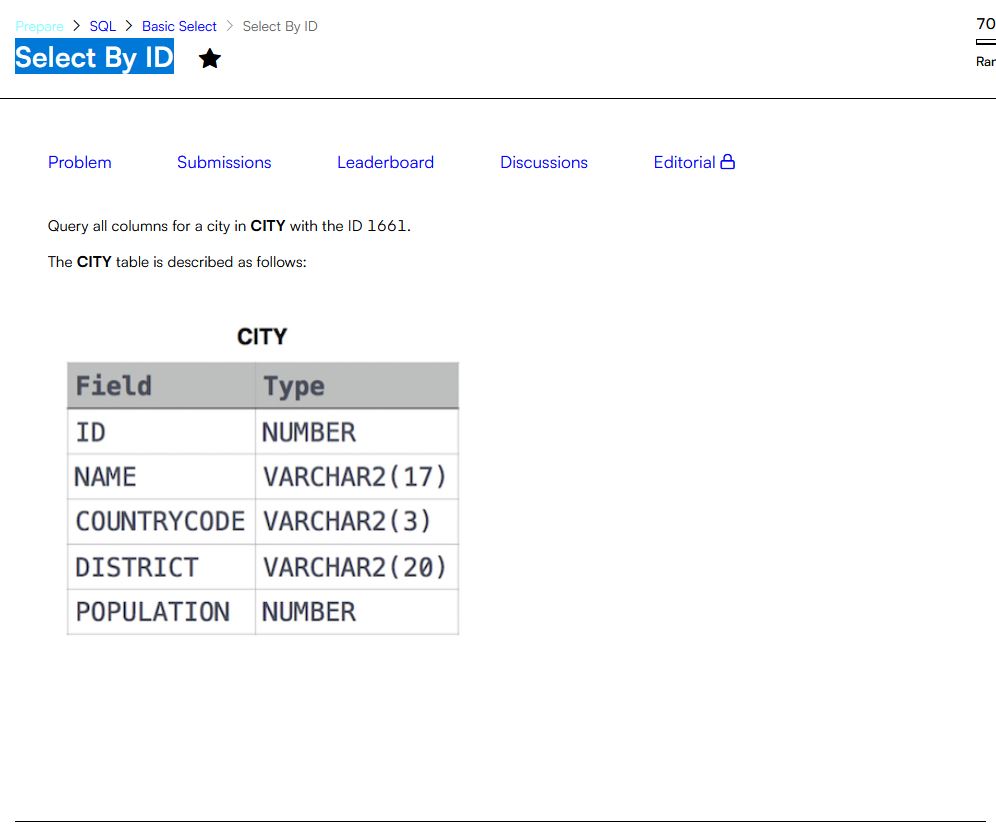 Prepare > SQL > Basic Select > Select By ID
70
Select By ID
Problem Submissions Leaderboard Discussions Editorial
Query all columns for a city in CITY with the ID 1661.
The CITY table is described as follows:
CITY
Field Type
ID NUMBER
NAME VARCHAR2(17)
COUNTRYCODE VARCHAR2(3)
DISTRICT VARCHAR2(20)
POPULATION NUMBER